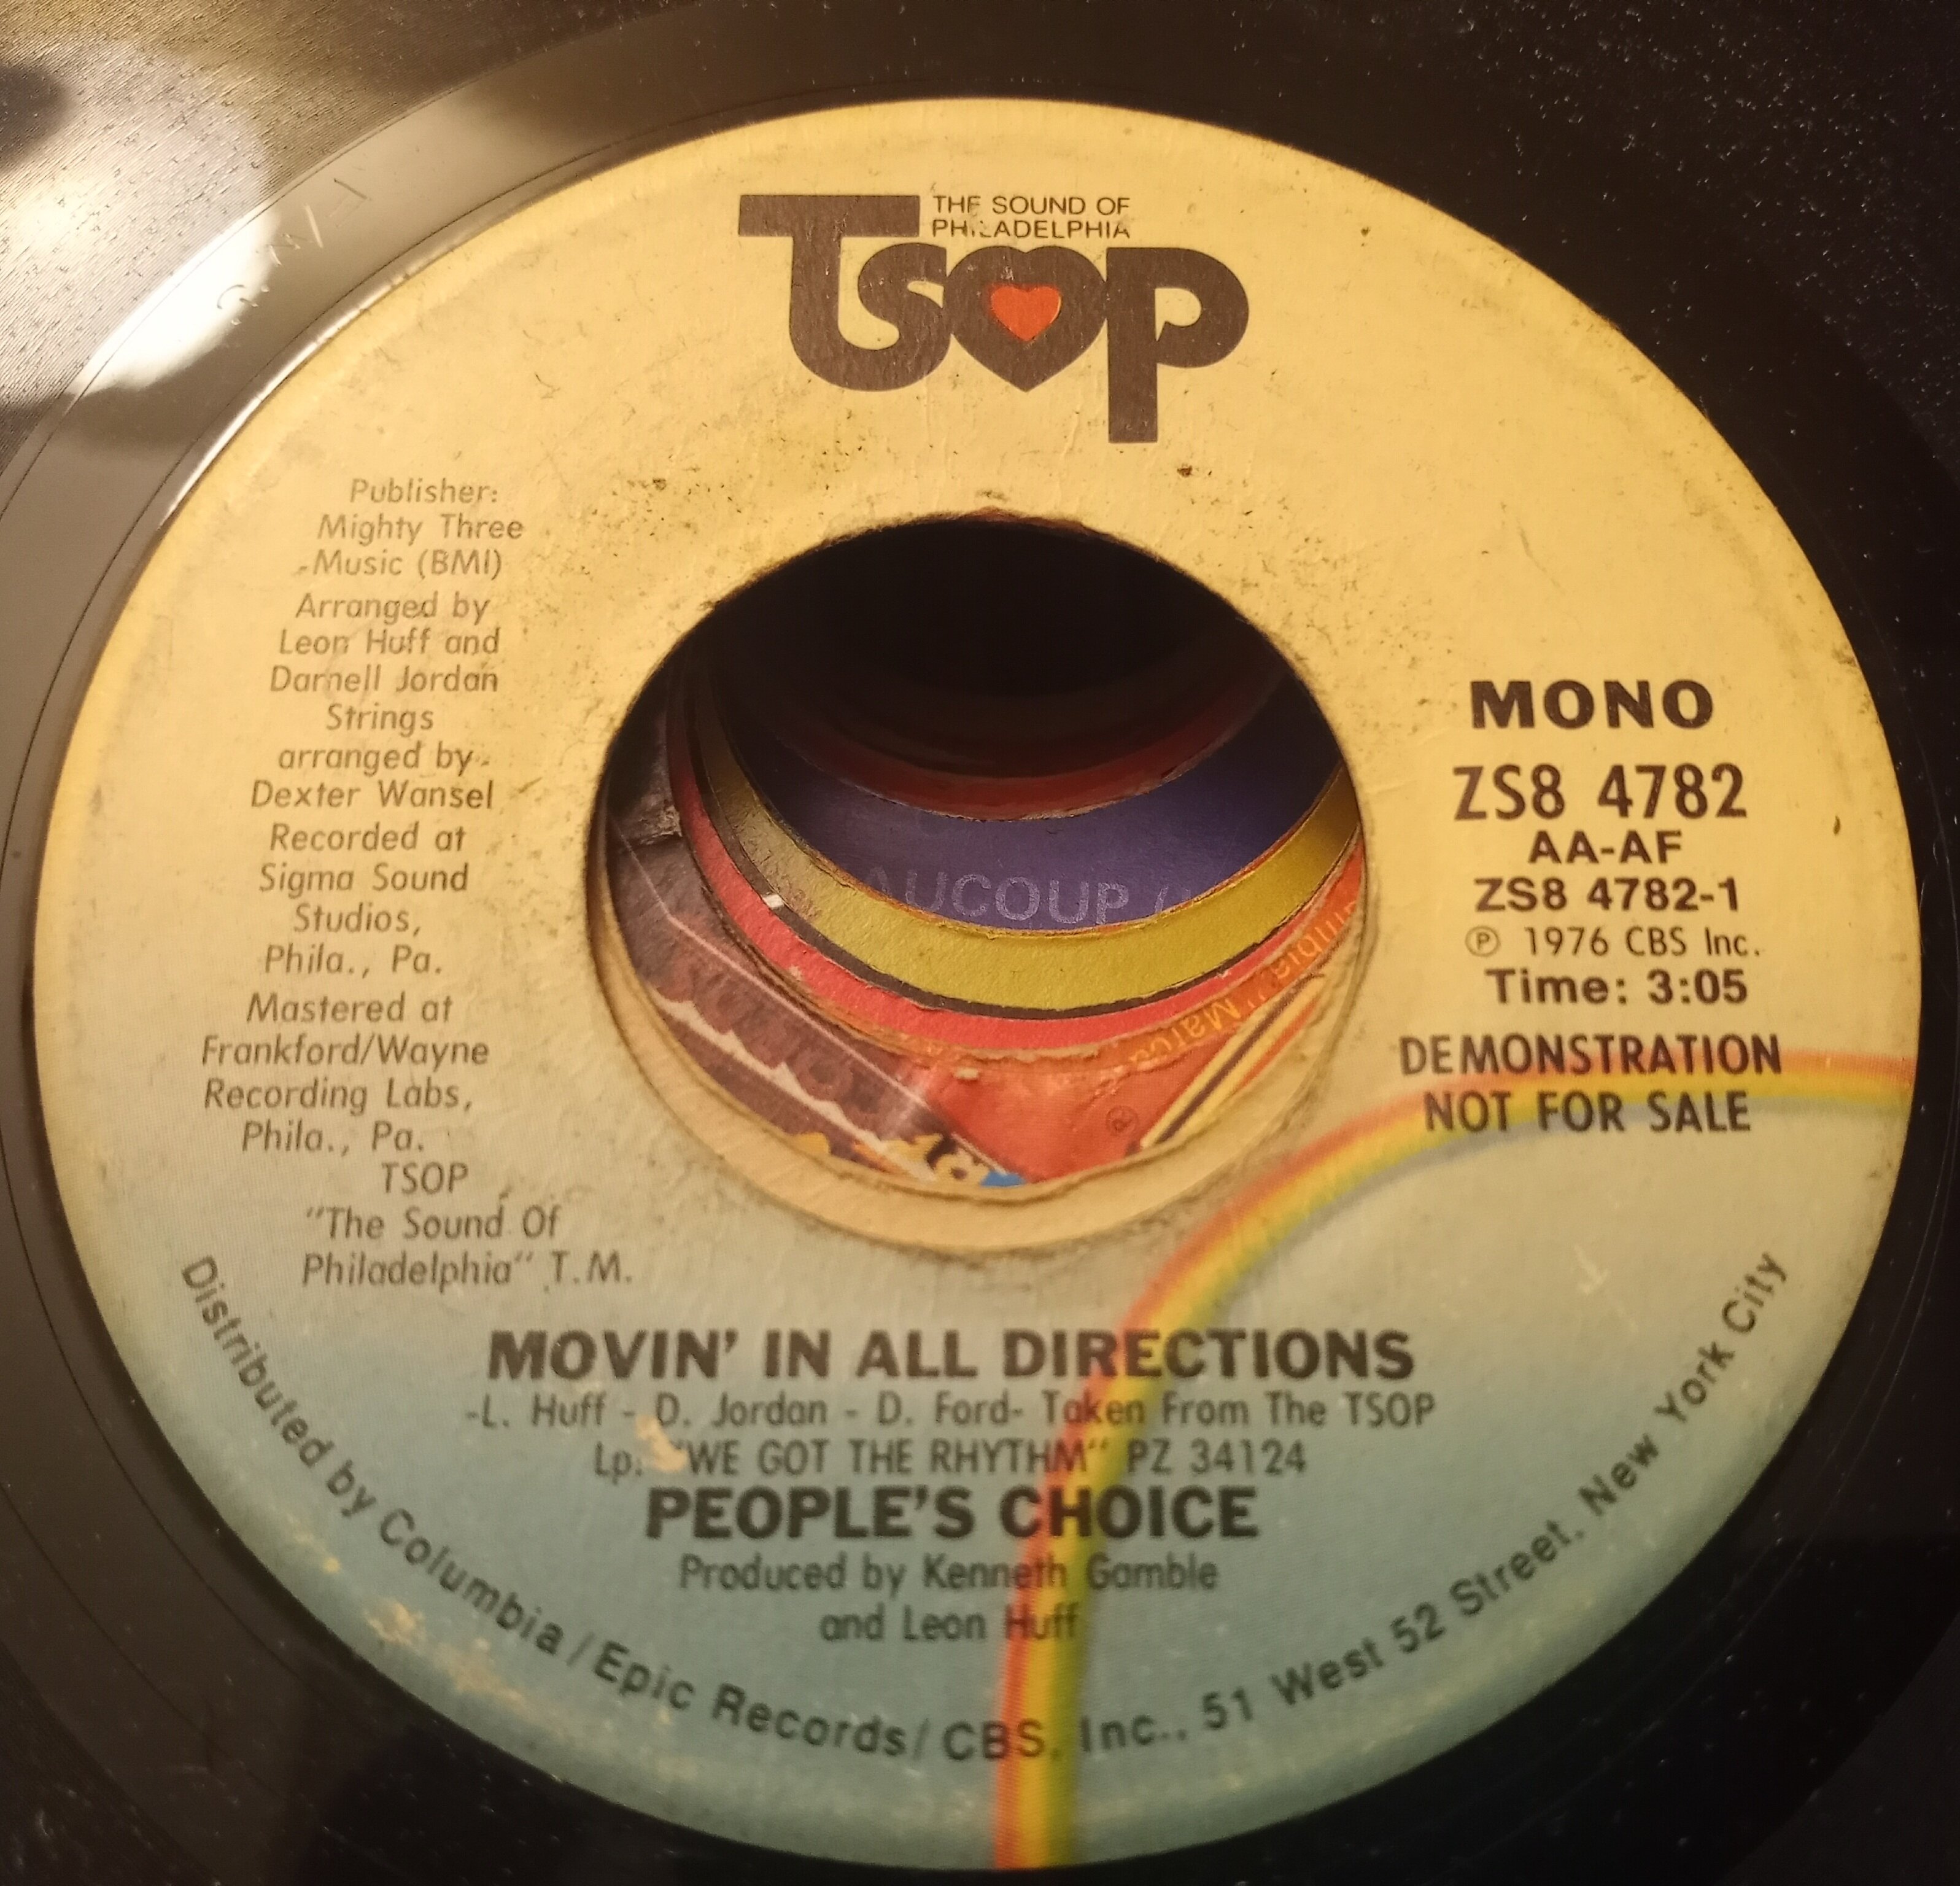 THE SOUND OF
PHILADELPHIA
TSOP
Publisher:
Mighty Three
Music (BMI)
Arranged by
Leon Huff and
Darnell Jordan
Strings
arranged by
Dexter Wansel
Recorded at
Sigma Sound
Studios,
Phila., Pa.
Mastered at
Frankford/Wayne
Recording Labs,
Phila., Pa.
TSOP
"The Sound Of
Philadelphia" T.M.
MONO
ZS8 4782
AA-AF
ZS8 4782-1
Ⓟ 1976 CBS Inc.
Time: 3:05
DEMONSTRATION
NOT FOR SALE
AUCOUP
"Marca
MOVIN' IN ALL DIRECTIONS
-L. Huff - D. Jordan - D. Ford- Taken From The TSOP
Lp: "WE GOT THE RHYTHM" PZ 34124
PEOPLE'S CHOICE
Produced by Kenneth Gamble
and Leon Huff
Distributed by Columbia/Epic Records/CBS, Inc., 51 West 52 Street, New York City